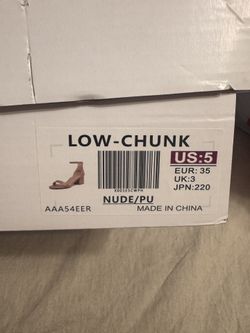 LOW-CHUNK
US:5
EUR: 35
UK:3
JPN:220
NUDE/PU
AAA54EER
MADE IN CHINA